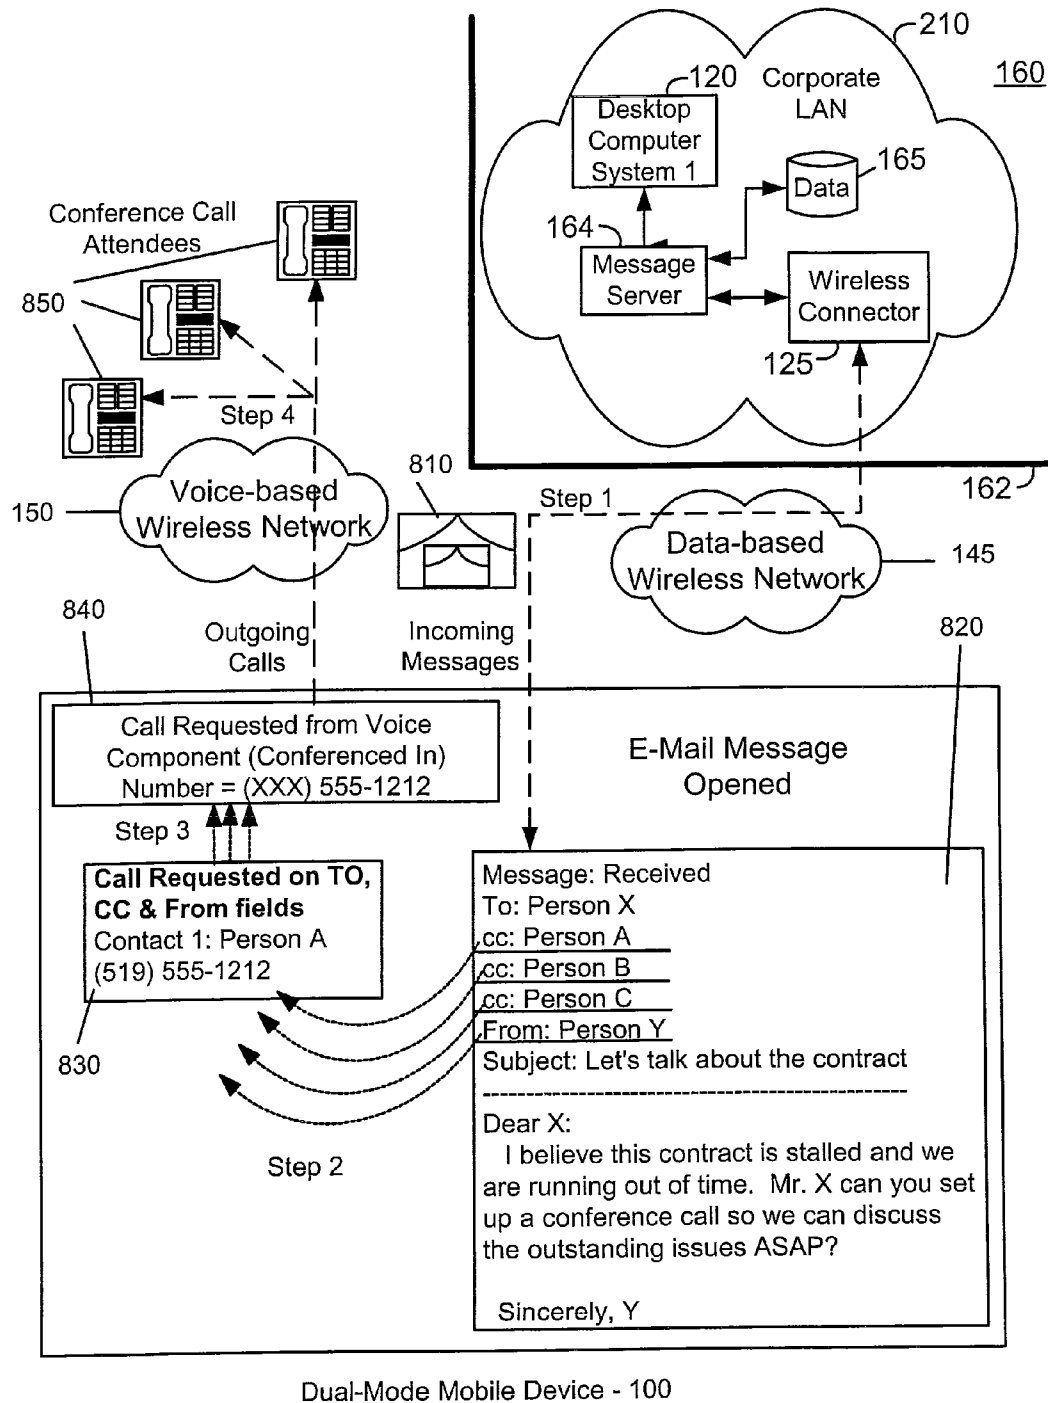 210
160
120
Corporate
LAN
Desktop
Computer
System 1
165
Data
164
Message
Server
Wireless
Connector
125
162
Conference Call
Attendees
850
Step 4
810
Step 1
150
Voice-based
Wireless Network
Data-based
Wireless Network
145
840
Outgoing
Calls
Incoming
Messages
820
Call Requested from Voice
Component (Conferenced In)
Number = (XXX) 555-1212
E-Mail Message
Opened
Step 3
Call Requested on TO,
CC & From fields
Contact 1: Person A
(519) 555-1212
830
Step 2
Message: Received
To: Person X
cc: Person A
cc: Person B
cc: Person C
From: Person Y
Subject: Let's talk about the contract
Dear X:
I believe this contract is stalled and we
are running out of time. Mr. X can you set
up a conference call so we can discuss
the outstanding issues ASAP?
Sincerely, Y
Dual-Mode Mobile Device - 100